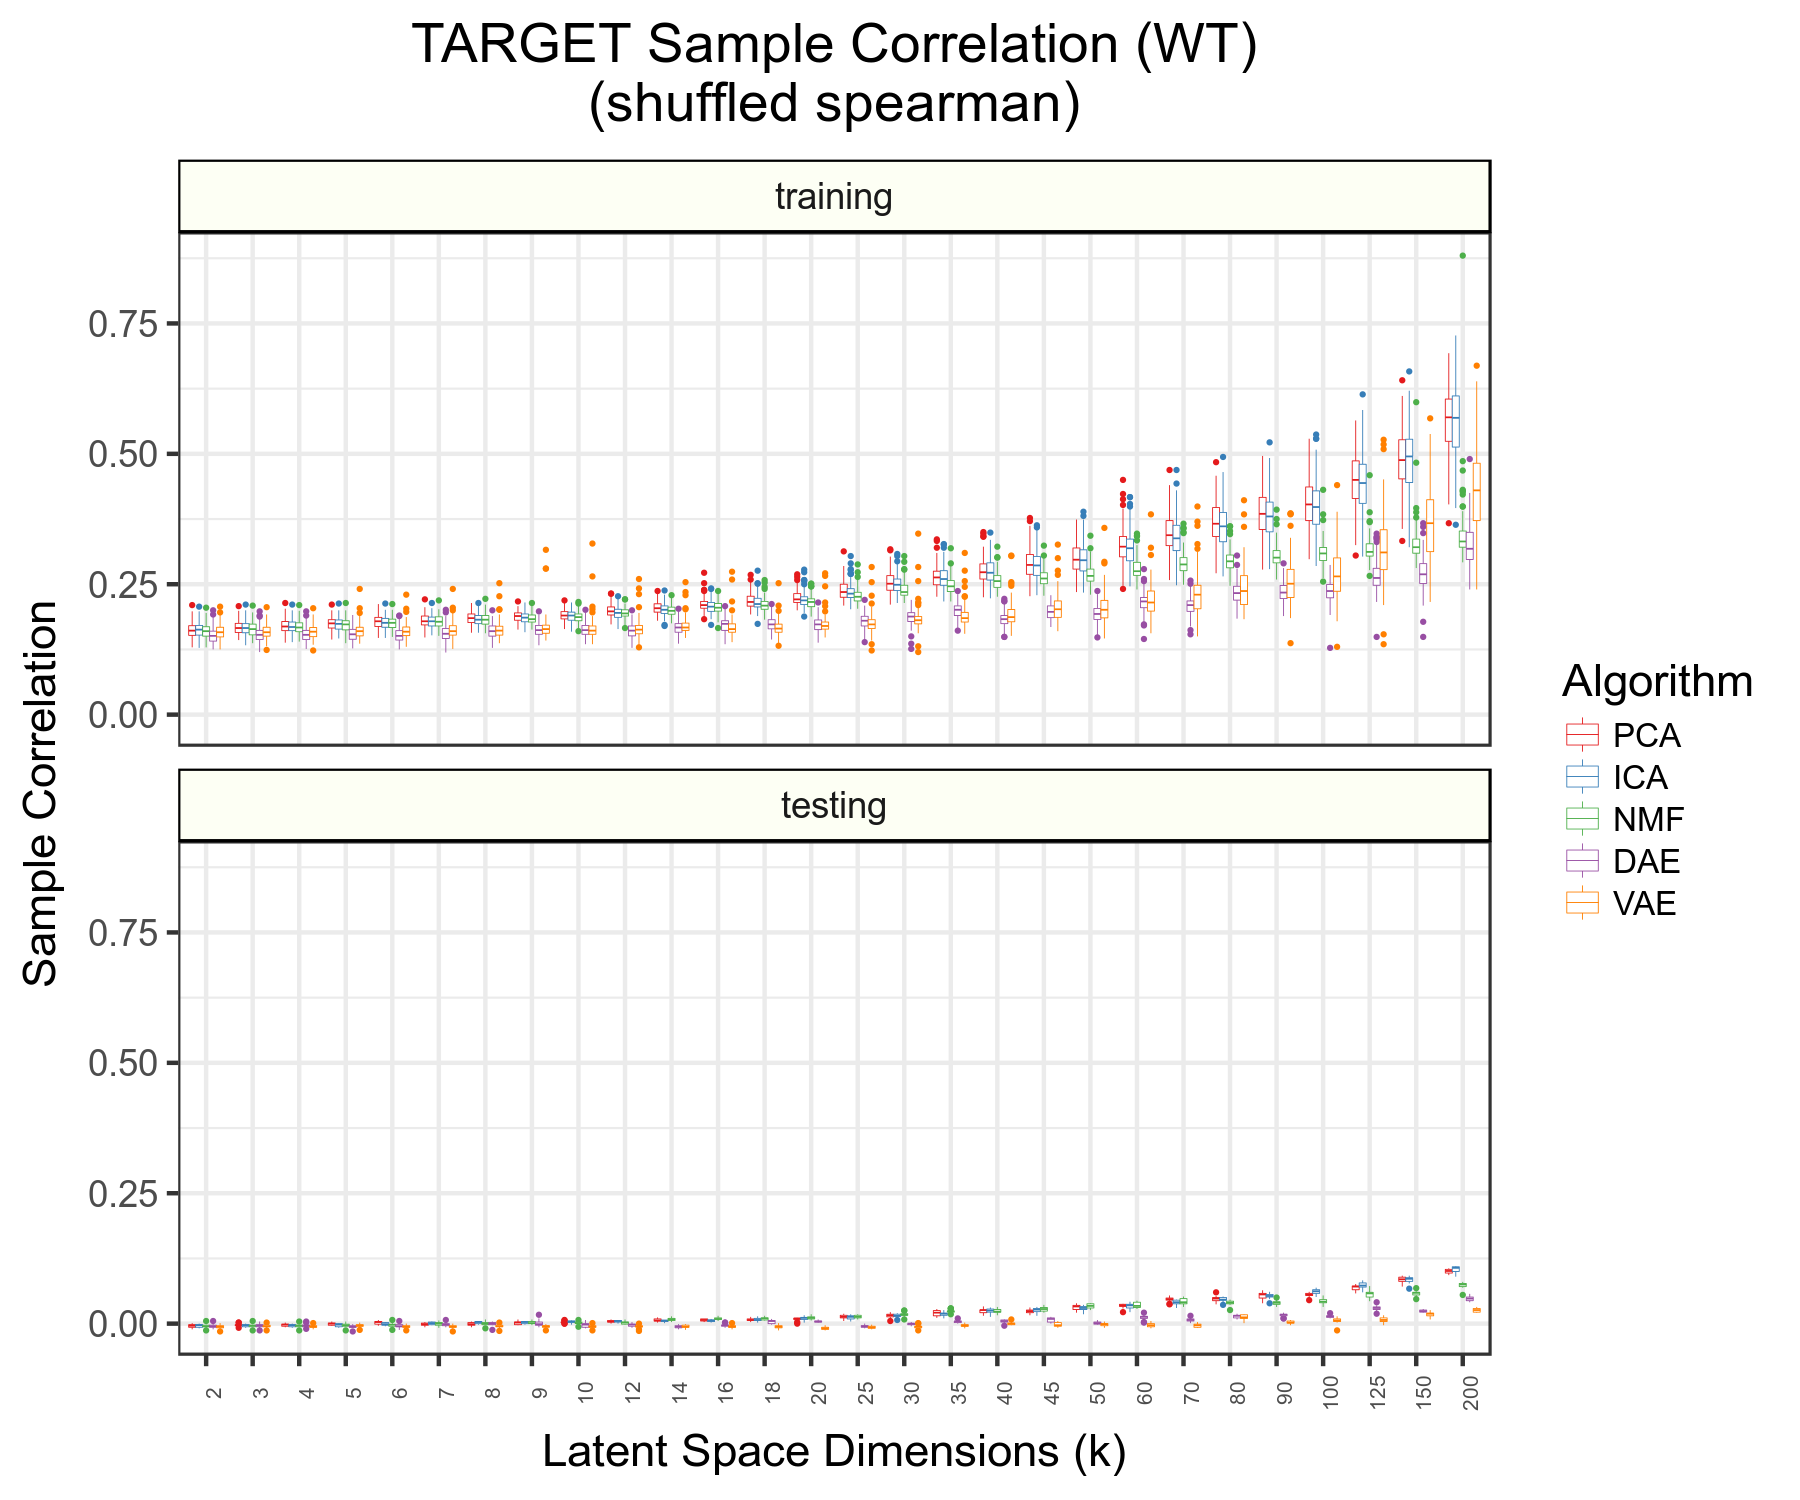 TARGET Sample Correlation (WT)
(shuffled spearman)
training
0.75
0.50
0.25
0.00
testing
0.75
0.50
0.25
0.00
Sample Correlation
2 3 4 5 6 7 8 9 10 12 14 16 18 20 25 30 35 40 45 50 60 70 80 90 100 125 150 200
Latent Space Dimensions (k)
Algorithm
PCA
ICA
NMF
DAE
VAE